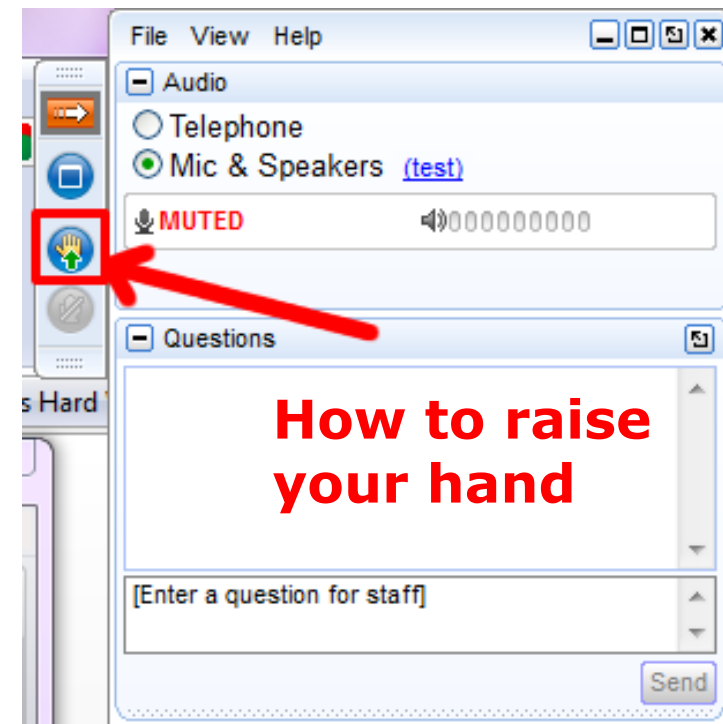 File View Help
Audio
Telephone
Mic & Speakers (test)
MUTED 000000000
Questions
s Hard
How to raise
your hand
[Enter a question for staff]
Send